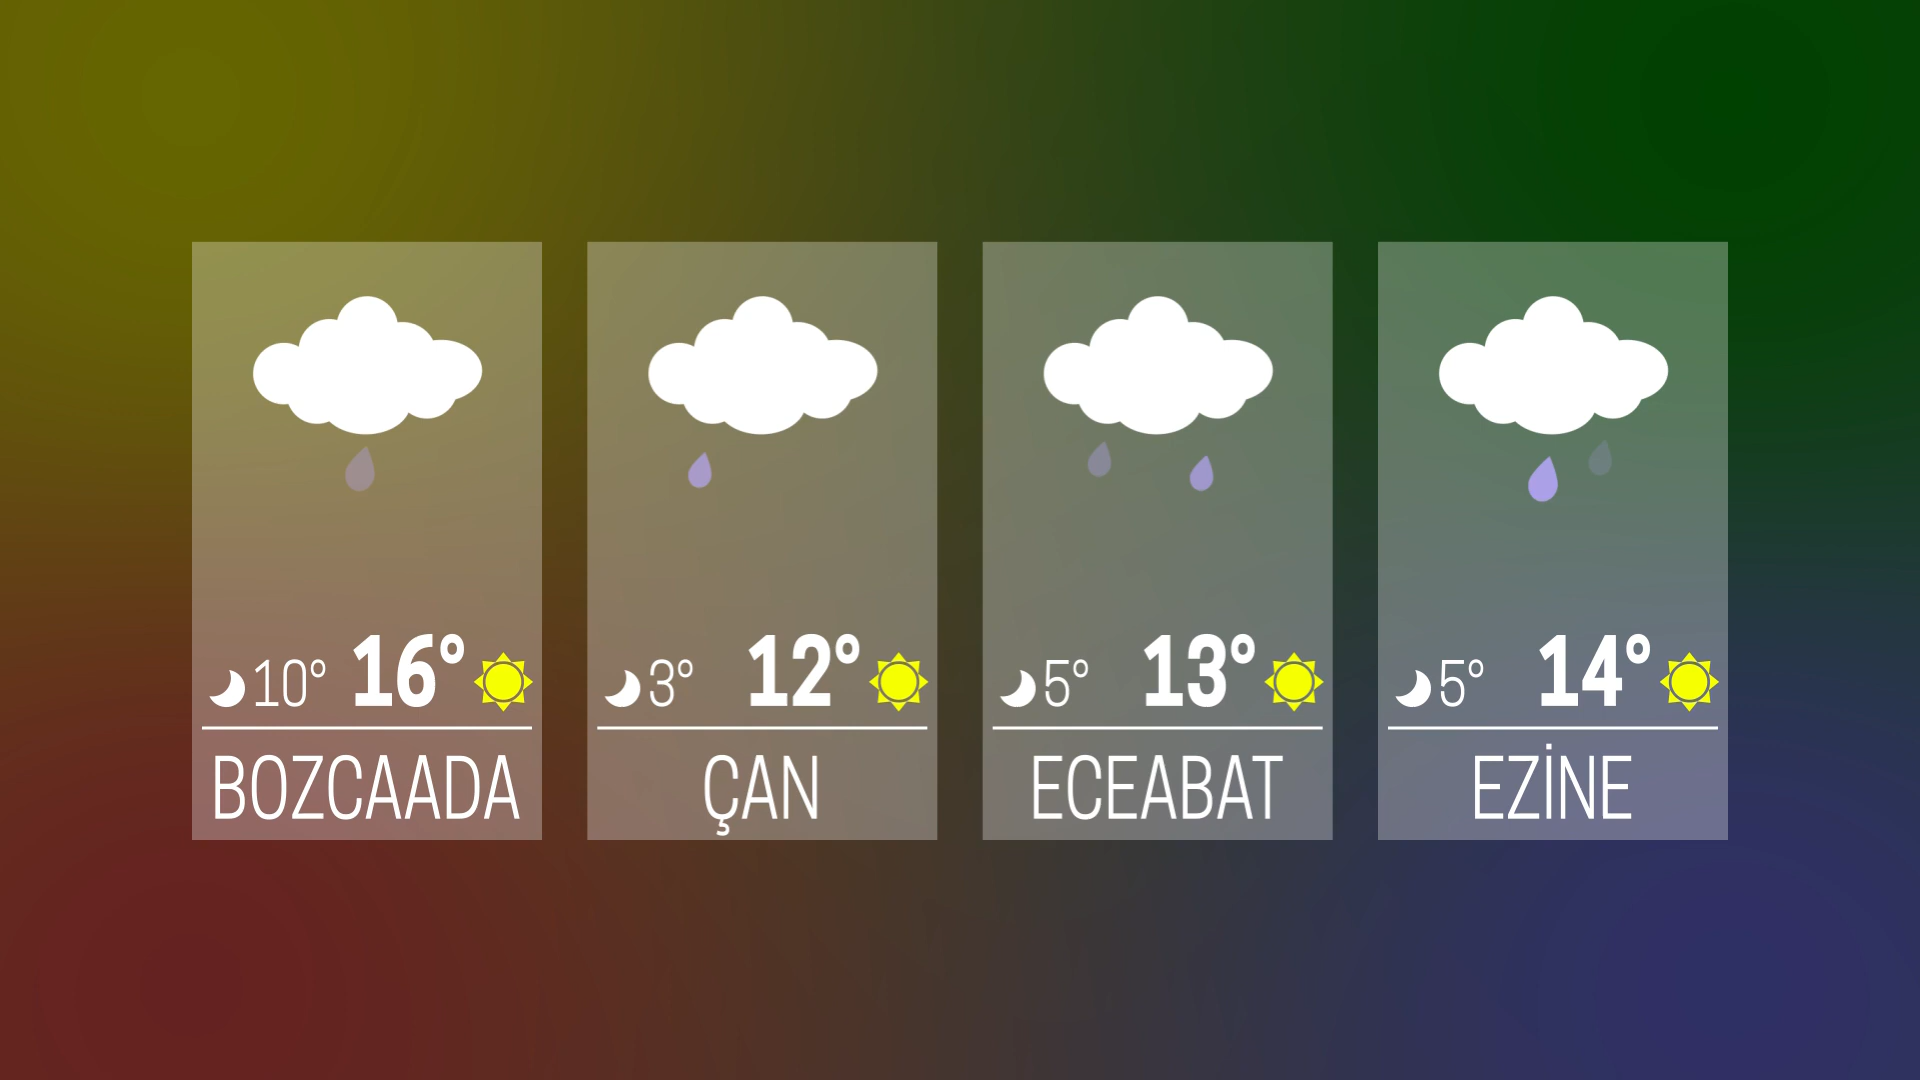 10° 16°
BOZCAADA
3° 12°
ÇAN
5° 13°
ECEABAT
5° 14°
EZİNE